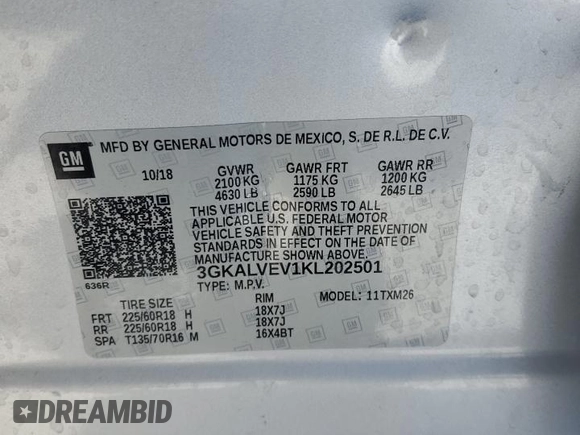 GM
MFD BY GENERAL MOTORS DE MEXICO, S. DE R.L. DE C.V.
10/18 GVWR GAWR FRT GAWR RR
2100 KG 1175 KG 1200 KG
4630 LB 2590 LB 2645 LB
THIS VEHICLE CONFORMS TO ALL
APPLICABLE U.S. FEDERAL MOTOR
VEHICLE SAFETY AND THEFT PREVENTION
STANDARDS IN EFFECT ON THE DATE OF
MANUFACTURE SHOWN ABOVE.
3GKALVEV1KL202501
636R
TYPE: M.P.V. MODEL: 11TXM26
TIRE SIZE RIM
FRT 225/60R18 H 18X7J
RR 225/60R18 H 18X7J
SPA T135/70R16 M 16X4BT
DREAMBID